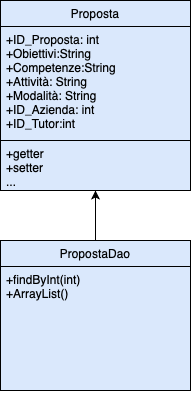 Proposta
+ID_Proposta: int
+Obiettivi:String
+Competenze:String
+Attività: String
+Modalità: String
+ID_Azienda: int
+ID_Tutor:int
+getter
+setter
...
PropostaDao
+findByInt(int)
+ArrayList()